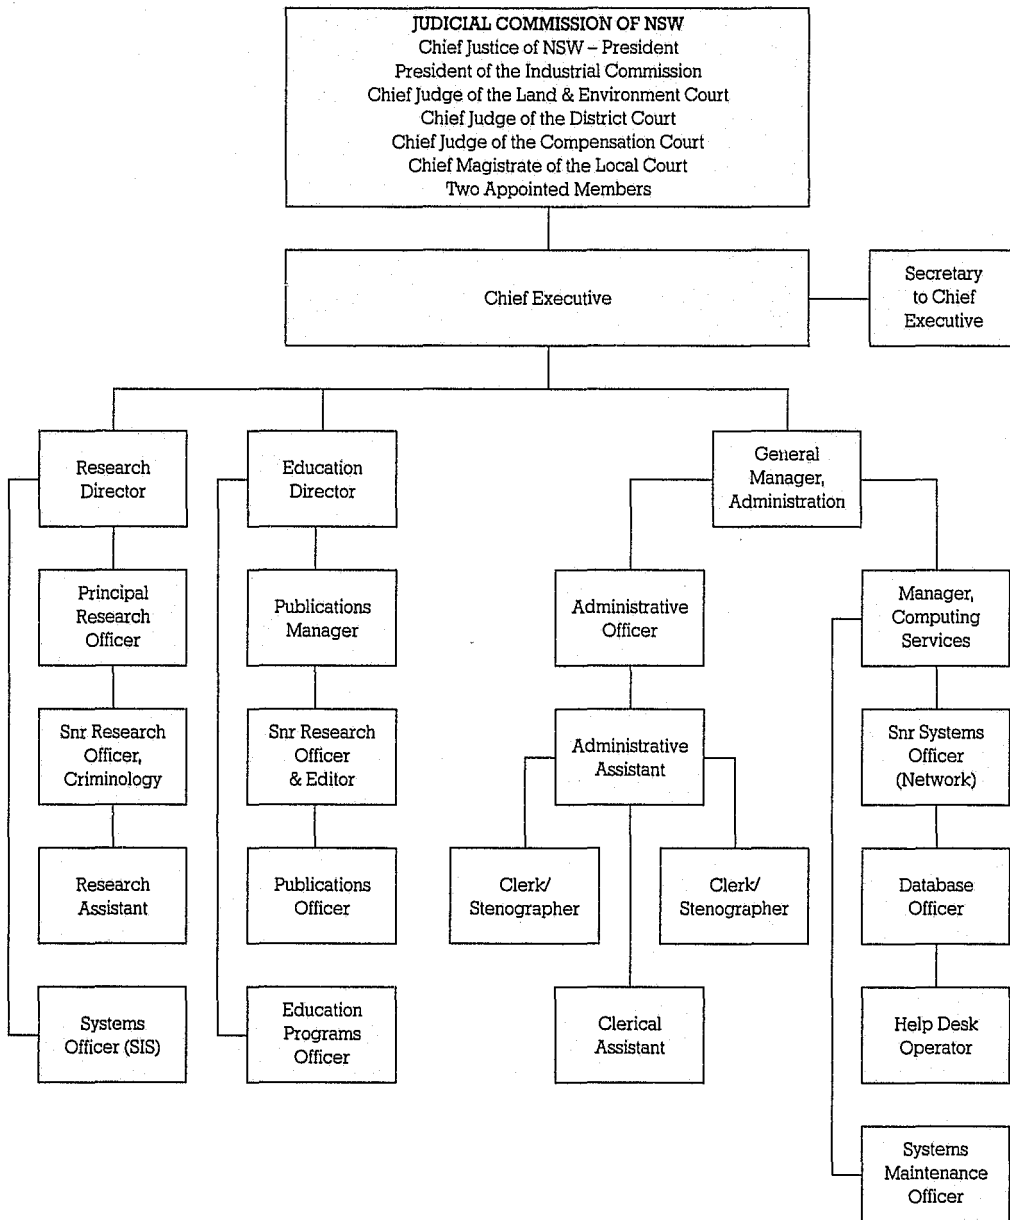 JUDICIAL COMMISSION OF NSW
Chief Justice of NSW – President
President of the Industrial Commission
Chief Judge of the Land & Environment Court
Chief Judge of the District Court
Chief Judge of the Compensation Court
Chief Magistrate of the Local Court
Two Appointed Members
Chief Executive
Secretary
to Chief
Executive
Research
Director
Education
Director
General
Manager,
Administration
Principal
Research
Officer
Publications
Manager
Administrative
Officer
Manager,
Computing
Services
Snr Research
Officer,
Criminology
Snr Research
Officer
& Editor
Administrative
Assistant
Snr Systems
Officer
(Network)
Research
Assistant
Publications
Officer
Clerk/
Stenographer
Clerk/
Stenographer
Database
Officer
Systems
Officer (SIS)
Education
Programs
Officer
Clerical
Assistant
Help Desk
Operator
Systems
Maintenance
Officer